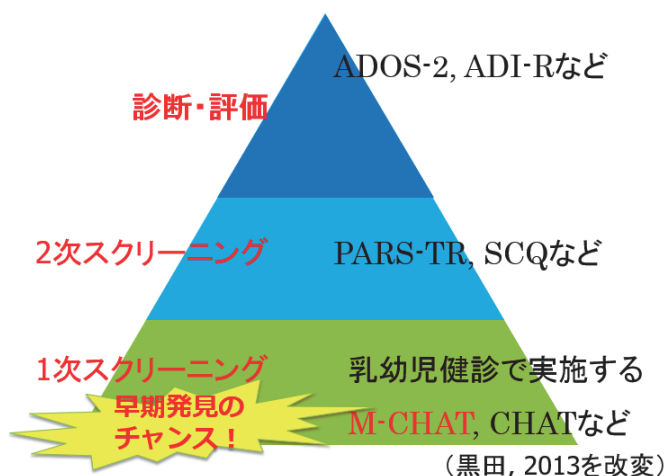 ADOS-2, ADI-Rなど
診断・評価
2次スクリーニング
PARS-TR, SCQなど
1次スクリーニング
乳幼児健診で実施する
早期発見の
チャンス！
M-CHAT, CHATなど
（黒田, 2013を改変）